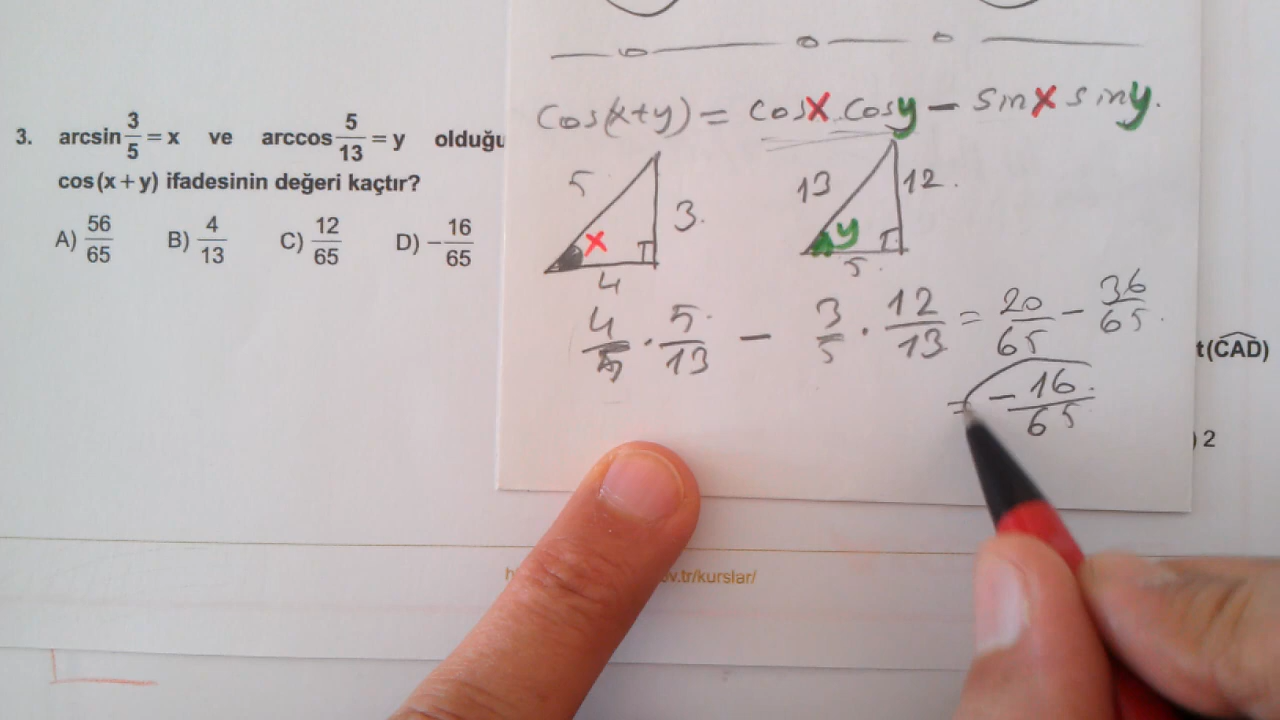 3. arcsin 3/5 = x ve arccos 5/13 = y olduğu
cos(x + y) ifadesinin değeri kaçtır?
A) 56/65 B) 4/13 C) 12/65 D) -16/65
Cos(x+y) = cosx.cosy - sinx siny.
5 3. 4 x
13 12. 5. y
4/5 . 5/13 - 3/5 . 12/13 = 20/65 - 36/65.
= -16/65
t(CAD)
) 2
v.tr/kurslar/